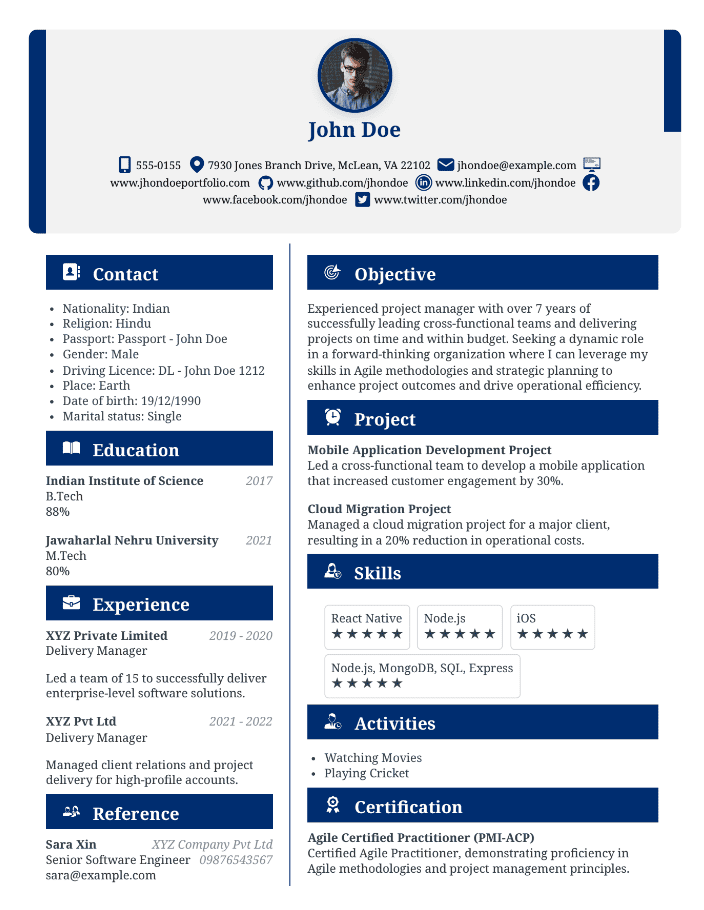 John Doe
555-0155 7930 Jones Branch Drive, McLean, VA 22102 jhondoe@example.com
www.jhondoeportfolio.com www.github.com/jhondoe www.linkedin.com/jhondoe
www.facebook.com/jhondoe www.twitter.com/jhondoe
Contact
• Nationality: Indian
• Religion: Hindu
• Passport: Passport - John Doe
• Gender: Male
• Driving Licence: DL - John Doe 1212
• Place: Earth
• Date of birth: 19/12/1990
• Marital status: Single
Education
Indian Institute of Science 2017
B.Tech
88%
Jawaharlal Nehru University 2021
M.Tech
80%
Experience
XYZ Private Limited 2019 - 2020
Delivery Manager
Led a team of 15 to successfully deliver
enterprise-level software solutions.
XYZ Pvt Ltd 2021 - 2022
Delivery Manager
Managed client relations and project
delivery for high-profile accounts.
Reference
Sara Xin XYZ Company Pvt Ltd
Senior Software Engineer 09876543567
sara@example.com
Objective
Experienced project manager with over 7 years of
successfully leading cross-functional teams and delivering
projects on time and within budget. Seeking a dynamic role
in a forward-thinking organization where I can leverage my
skills in Agile methodologies and strategic planning to
enhance project outcomes and drive operational efficiency.
Project
Mobile Application Development Project
Led a cross-functional team to develop a mobile application
that increased customer engagement by 30%.
Cloud Migration Project
Managed a cloud migration project for a major client,
resulting in a 20% reduction in operational costs.
Skills
React Native Node.js iOS
★★★★★ ★★★★★ ★★★★★
Node.js, MongoDB, SQL, Express
★★★★★
Activities
• Watching Movies
• Playing Cricket
Certification
Agile Certified Practitioner (PMI-ACP)
Certified Agile Practitioner, demonstrating proficiency in
Agile methodologies and project management principles.